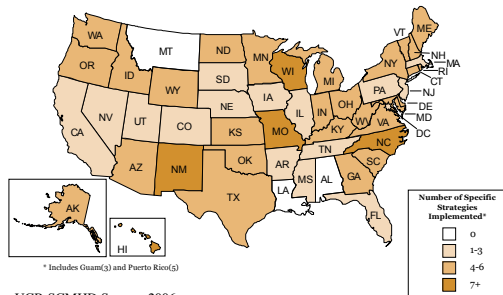 WA
MT
ND
MN
VT
ME
OR
ID
WY
SD
WI
MI
NY
NH
MA
RI
CT
NV
UT
CO
NE
IA
IL
IN
OH
PA
NJ
DE
MD
DC
CA
KS
MO
KY
WV
VA
AZ
NM
OK
AR
TN
NC
SC
TX
LA
MS
AL
GA
FL
AK
HI
* Includes Guam(3) and Puerto Rico(5)
Number of Specific
Strategies
Implemented*
0
1-3
4-6
7+